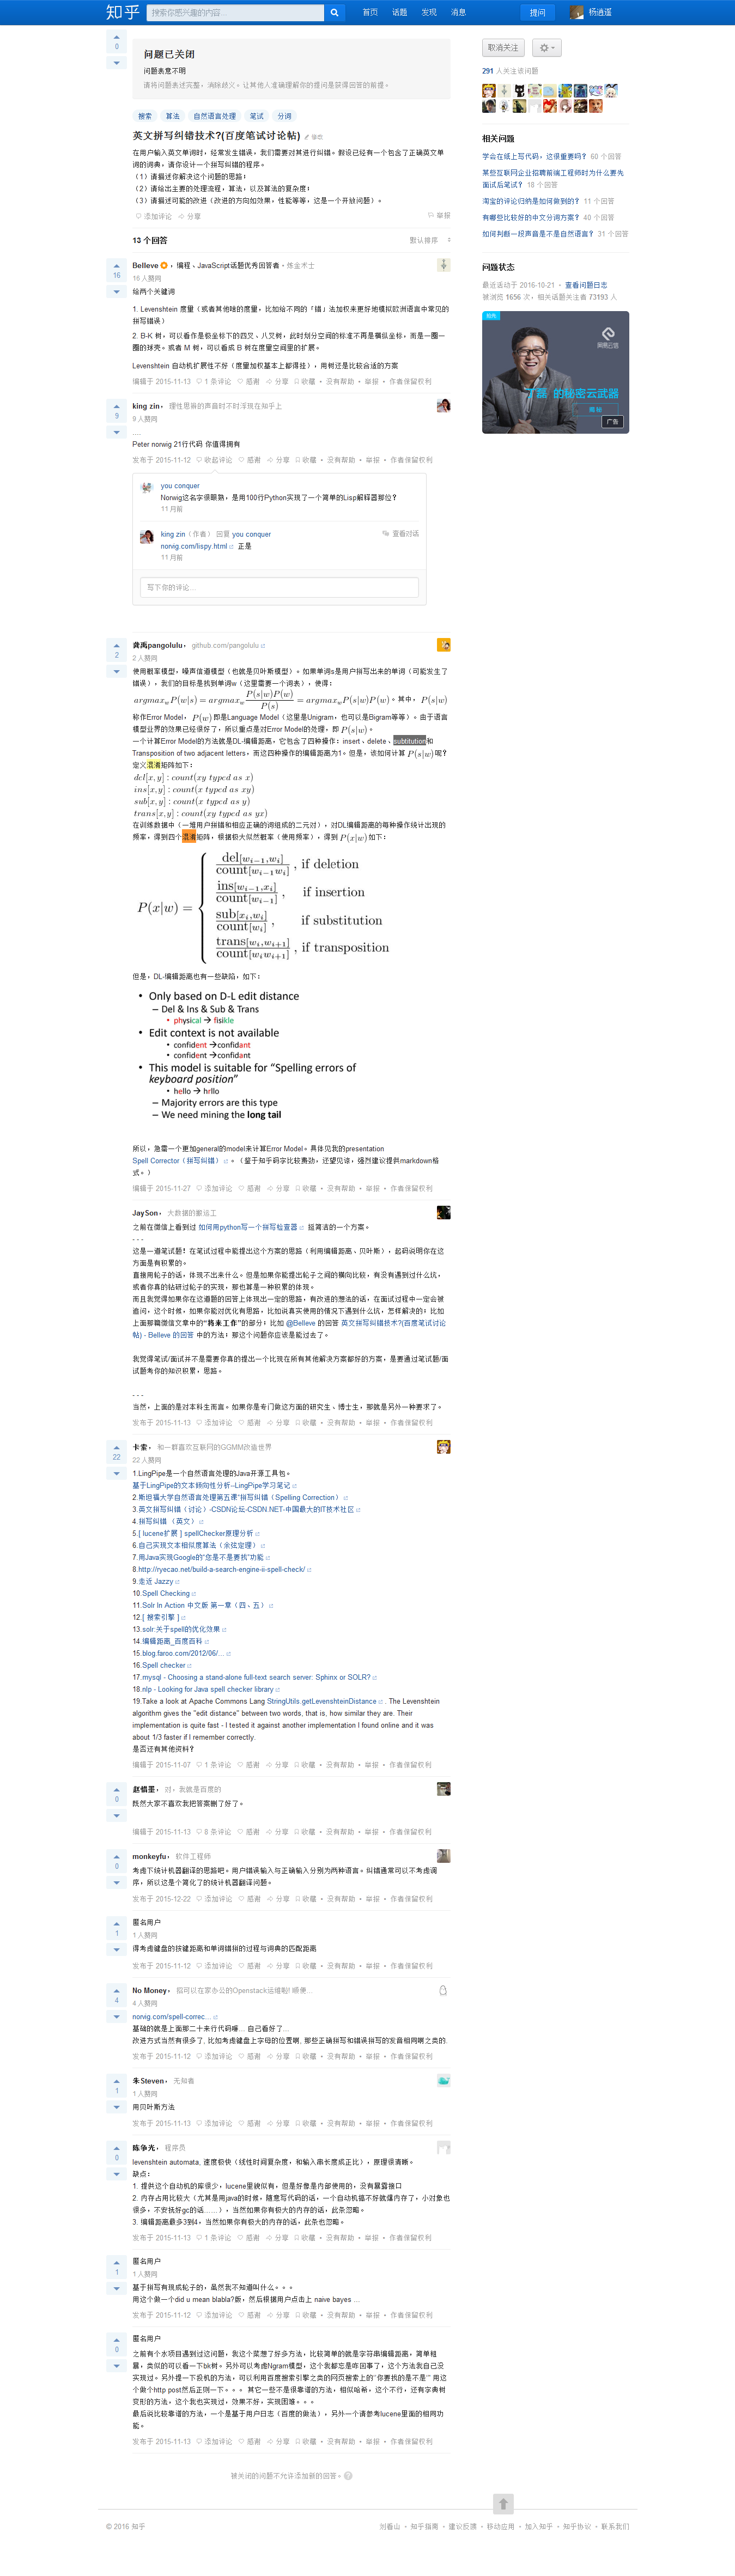 知乎
搜索你感兴趣的内容...
首页 话题 发现 消息
提问
杨逍遥
0
问题已关闭
问题表意不明
请将问题表述完整,消除歧义。让其他人准确理解你的提问是获得回答的前提。
搜索 算法 自然语言处理 笔试 分词
英文拼写纠错技术?(百度笔试讨论帖) 修改
在用户输入英文单词时,经常发生错误,我们需要对其进行纠错。假设已经有一个包含了正确英文单
词的词典,请你设计一个拼写纠错的程序。
(1)请描述你解决这个问题的思路;
(2)请给出主要的处理流程,算法,以及算法的复杂度;
(3)请描述可能的改进(改进的方向如效果,性能等等,这是一个开放问题)。
添加评论 分享 举报
13 个回答 默认排序
16
Belleve,编程、JavaScript话题优秀回答者・炼金术士
16 人赞同
给两个关键词
1. Levenshtein 度量(或者其他啥的度量,比如给不同的「错」法加权来更好地模拟欧洲语言中常见的
拼写错误)
2. B-K 树。可以看作是极坐标下的四叉、八叉树,此时划分空间的标准不再是横纵坐标,而是一圈一
圈的球壳。或者 M 树,可以看成 B 树在度量空间里的扩展。
Levenshtein 自动机扩展性不好(度量加权基本上都得挂),用树还是比较合适的方案
编辑于 2015-11-13 1 条评论 感谢 分享 收藏 • 没有帮助 • 举报 • 作者保留权利
9
king zin, 理性思辨的声音时不时浮现在知乎上
9 人赞同
......
Peter norwig 21行代码 你值得拥有
发布于 2015-11-12 收起评论 感谢 分享 收藏 • 没有帮助 • 举报 • 作者保留权利
you conquer
Norwig这名字很眼熟,是用100行Python实现了一个简单的Lisp解释器那位?
11 月前
king zin(作者) 回复 you conquer 查看对话
norvig.com/lispy.html 正是
11 月前
写下你的评论...
2
龚禹pangolulu, github.com/pangolulu
2 人赞同
使用概率模型,噪声信道模型(也就是贝叶斯模型)。如果单词s是用户拼写出来的单词(可能发生了
错误),我们的目标是找到单词w(这里需要一个词表),使得:
argmax_w P(w|s) = argmax_w P(s|w)P(w) / P(s) = argmax_w P(s|w)P(w)。其中,P(s|w)
称作Error Model,P(w)即是Language Model(这里是Unigram,也可以是Bigram等等)。由于语言
模型业界的效果已经很好了,所以重点是对Error Model的处理,即P(s|w)。
一个计算Error Model的方法就是DL-编辑距离,它包含了四种操作:insert、delete、subtitution和
Transposition of two adjacent letters,而这四种操作的编辑距离为1。但是,该如何计算P(s|w)呢?
定义混淆矩阵如下:
del[x, y] : count(xy typed as x)
ins[x, y] : count(x typed as xy)
sub[x, y] : count(x typed as y)
trans[x, y] : count(xy typed as yx)
在训练数据中(一堆用户拼错和相应正确的词组成的二元对),对DL编辑距离的每种操作统计出现的
频率,得到四个混淆矩阵。根据极大似然概率(使用频率),得到P(x|w)如下:
P(x|w) =
del[w_{i-1},w_i] / count[w_{i-1}w_i], if deletion
ins[w_{i-1},x_i] / count[w_{i-1}], if insertion
sub[x_i,w_i] / count[w_i], if substitution
trans[w_i,w_{i+1}] / count[w_iw_{i+1}], if transposition
但是,DL-编辑距离也有一些缺陷,如下:
• Only based on D-L edit distance
– Del & Ins & Sub & Trans
• physical → fisikle
• Edit context is not available
• confident →confidant
• confident →confidant
• This model is suitable for “Spelling errors of
keyboard position”
• hello → hrllo
– Majority errors are this type
– We need mining the long tail
所以,急需一个更加general的model来计算Error Model。具体见我的presentation
Spell Corrector(拼写纠错)。(鉴于知乎码字比较费劲,还望见谅,强烈建议提供markdown格
式。)
编辑于 2015-11-27 添加评论 感谢 分享 收藏 • 没有帮助 • 举报 • 作者保留权利
JaySon, 大数据的搬运工
之前在微信上看到过 如何用python写一个拼写检查器 挺简洁的一个方案。
- - -
这是一道笔试题!在笔试过程中能提出这个方案的思路(利用编辑距离、贝叶斯),起码说明你在这
方面是有积累的。
直接用轮子的话,体现不出来什么。但是如果你能提出轮子之间的横向比较,有没有遇到过什么坑,
或者你真的钻研过轮子的实现,那也算是一种积累的体现。
而且我觉得如果你在这道题的回答上体现出一定的思路,有改进的想法的话,在面试过程中一定会被
追问,这个时候,如果你能对优化有思路,比如说真实使用的情况下遇到什么坑,怎样解决的;比如
上面那篇微信文章中的“将来工作”的部分;比如 @Belleve 的回答 英文拼写纠错技术?(百度笔试讨论
帖) - Belleve 的回答 中的方法;那这个问题你应该是能过去了。
我觉得笔试/面试并不是需要你真的提出一个比现在所有其他解决方案都好的方案,是要通过笔试题/面
试题考你的知识积累,思路。
- - -
当然,上面的是对本科生而言。如果你是专门做这方面的研究生、博士生,那就是另外一种要求了。
发布于 2015-11-13 添加评论 感谢 分享 收藏 • 没有帮助 • 举报 • 作者保留权利
22
卡索, 和一群喜欢互联网的GGMM改造世界
22 人赞同
1.LingPipe是一个自然语言处理的Java开源工具包。
基于LingPipe的文本倾向性分析--LingPipe学习笔记
2.斯坦福大学自然语言处理第五课“拼写纠错(Spelling Correction)
3.英文拼写纠错(讨论)-CSDN论坛-CSDN.NET-中国最大的IT技术社区
4.拼写纠错 (英文)
5.[ lucene扩展 ] spellChecker原理分析
6.自己实现文本相似度算法(余弦定理)
7.用Java实现Google的“您是不是要找”功能
8.http://ryecao.net/build-a-search-engine-ii-spell-check/
9.走近 Jazzy
10.Spell Checking
11.Solr In Action 中文版 第一章(四、五)
12.[ 搜索引擎 ]
13.solr:关于spell的优化效果
14.编辑距离_百度百科
15.blog.faroo.com/2012/06/...
16.Spell checker
17.mysql - Choosing a stand-alone full-text search server: Sphinx or SOLR?
18.nlp - Looking for Java spell checker library
19.Take a look at Apache Commons Lang StringUtils.getLevenshteinDistance . The Levenshtein
algorithm gives the "edit distance" between two words, that is, how similar they are. Their
implementation is quite fast - I tested it against another implementation I found online and it was
about 1/3 faster if I remember correctly.
是否还有其他资料?
编辑于 2015-11-07 1 条评论 感谢 分享 收藏 • 没有帮助 • 举报 • 作者保留权利
0
赵惜墨, 对,我就是百度的
既然大家不喜欢我把答案删了好了。
编辑于 2015-11-13 8 条评论 感谢 分享 收藏 • 没有帮助 • 举报 • 作者保留权利
0
monkeyfu, 软件工程师
考虑下统计机器翻译的思路吧。用户错误输入与正确输入分别为两种语言。纠错通常可以不考虑调
序,所以这是个简化了的统计机器翻译问题。
发布于 2015-12-22 添加评论 感谢 分享 收藏 • 没有帮助 • 举报 • 作者保留权利
1
匿名用户
1 人赞同
得考虑键盘的按键距离和单词错拼的过程与词典的匹配距离
发布于 2015-11-12 添加评论 感谢 分享 收藏 • 没有帮助 • 举报 • 作者保留权利
4
No Money, 招可以在家办公的Openstack运维啦! 顺便...
4 人赞同
norvig.com/spell-correc...
基础的就是上面那二十来行代码嘛... 自己看好了...
改进方式当然有很多了, 比如考虑键盘上字母的位置啊, 那些正确拼写和错误拼写的发音相同啊之类的.
发布于 2015-11-12 添加评论 感谢 分享 收藏 • 没有帮助 • 举报 • 作者保留权利
1
朱Steven, 无知者
1 人赞同
用贝叶斯方法
发布于 2015-11-13 添加评论 感谢 分享 收藏 • 没有帮助 • 举报 • 作者保留权利
0
陈争光, 程序员
levenshtein automata, 速度极快(线性时间复杂度,和输入串长度成正比),原理很清晰。
缺点:
1. 提供这个自动机的库很少,lucene里貌似有,但是好像是内部使用的,没有暴露接口
2. 内存占用比较大(尤其是用java的时候,随意写代码的话,一个自动机搞不好就爆内存了,小对象也
很多,不安抚好gc的话......),当然如果你有极大的内存的话,此条忽略。
3. 编辑距离最多3到4,当然如果你有极大的内存的话,此条也忽略。
发布于 2015-11-13 1 条评论 感谢 分享 收藏 • 没有帮助 • 举报 • 作者保留权利
1
匿名用户
1 人赞同
基于拼写有现成轮子的,虽然我不知道叫什么。。。
用这个做一个did u mean blabla?版,然后根据用户点击上 naive bayes ...
发布于 2015-11-12 添加评论 感谢 分享 收藏 • 没有帮助 • 举报 • 作者保留权利
0
匿名用户
之前有个水项目遇到过这问题,我这个菜想了好多方法,比较简单的就是字符串编辑距离,简单粗
暴,类似的可以看一下bk树。另外可以考虑Ngram模型,这个我都忘是咋回事了,这个方法我自己没
实现过。另外提一下投机的方法,可以利用百度搜索引擎之类的网页搜索上的“你要找的是不是:” 用这
个做个http post然后正则一下。。。 其它一些不是很靠谱的方法,相似哈希,这个不行,还有字典树
变形的方法,这个我也实现过,效果不好,实现困难。。。
最后说比较靠谱的方法,一个是基于用户日志(百度的做法),另外一个请参考lucene里面的相同功
能。
发布于 2015-11-13 添加评论 感谢 分享 收藏 • 没有帮助 • 举报 • 作者保留权利
被关闭的问题不允许添加新的回答。
取消关注
291 人关注该问题
相关问题
学会在纸上写代码,这很重要吗? 60 个回答
某些互联网企业招聘前端工程师时为什么要先
面试后笔试? 18 个回答
淘宝的评论归纳是如何做到的? 11 个回答
有哪些比较好的中文分词方案? 40 个回答
如何判断一段声音是不是自然语言? 31 个回答
问题状态
最近活动于 2016-10-21 • 查看问题日志
被浏览 1656 次,相关话题关注者 73193 人
网易云信
丁磊 的秘密云武器
揭秘
广告
© 2016 知乎
刘看山 • 知乎指南 • 建议反馈 • 移动应用 • 加入知乎 • 知乎协议 • 联系我们